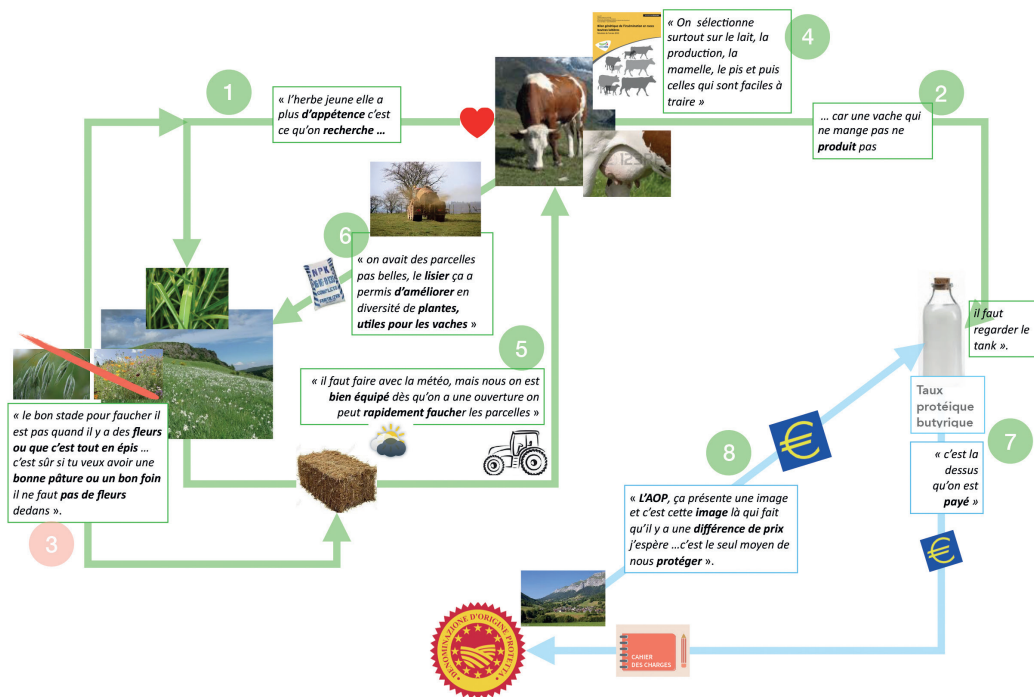 1
« l'herbe jeune elle a
plus d'appétence c'est
ce qu'on recherche …
« On sélectionne
surtout sur le lait, la
production, la
mamelle, le pis et puis
celles qui sont faciles à
traire »
4
2
… car une vache qui
ne mange pas ne
produit pas
6
« on avait des parcelles
pas belles, le lisier ça a
permis d'améliorer en
diversité de plantes,
utiles pour les vaches »
NPK
5
« il faut faire avec la météo, mais nous on est
bien équipé dès qu'on a une ouverture on
peut rapidement faucher les parcelles »
il faut
regarder le
tank ».
Taux
protéique
butyrique
7
« c'est la
dessus
qu'on est
payé »
« le bon stade pour faucher il
est pas quand il y a des fleurs
ou que c'est tout en épis …
c'est sûr si tu veux avoir une
bonne pâture ou un bon foin
il ne faut pas de fleurs
dedans ».
3
8
€
« L'AOP, ça présente une image
et c'est cette image là qui fait
qu'il y a une différence de prix
j'espère …c'est le seul moyen de
nous protéger ».
€
DENOMINAZIONE D'ORIGINE PROTETTA
CAHIER
DES CHARGES